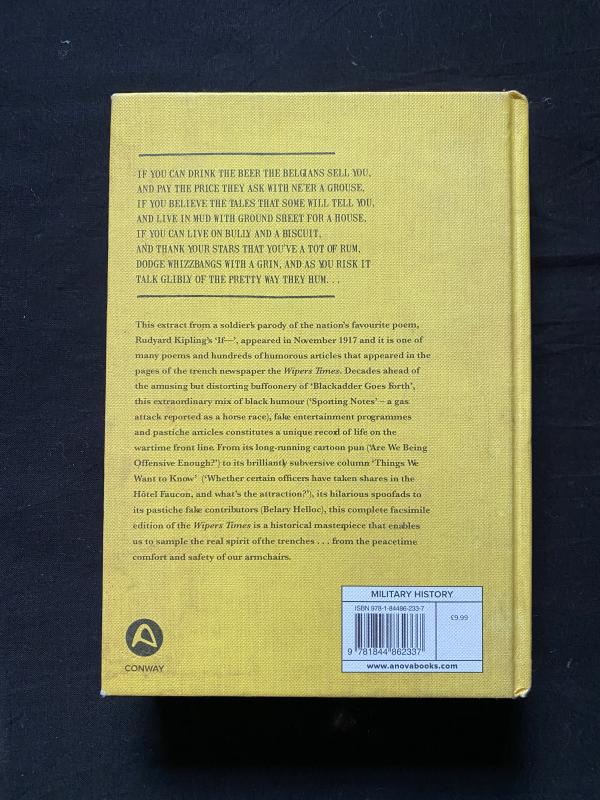 IF YOU CAN DRINK THE BEER THE BELGIANS SELL YOU,
AND PAY THE PRICE THEY ASK WITH NE'ER A GROUSE,
IF YOU BELIEVE THE TALES THAT SOME WILL TELL YOU,
AND LIVE IN MUD WITH GROUND SHEET FOR A HOUSE,
IF YOU CAN LIVE ON BULLY AND A BISCUIT,
AND THANK YOUR STARS THAT YOU'VE A TOT OF RUM,
DODGE WHIZZBANGS WITH A GRIN, AND AS YOU RISK IT
TALK GLIBLY OF THE PRETTY WAY THEY HUM. . .
This extract from a soldier's parody of the nation's favourite poem,
Rudyard Kipling's 'If—', appeared in November 1917 and it is one of
many poems and hundreds of humorous articles that appeared in the
pages of the trench newspaper the Wipers Times. Decades ahead of
the amusing but distorting buffoonery of 'Blackadder Goes Forth',
this extraordinary mix of black humour ('Sporting Notes' – a gas
attack reported as a horse race), fake entertainment programmes
and pastiche articles constitutes a unique record of life on the
wartime front line. From its long-running cartoon pun ('Are We Being
Offensive Enough?') to its brilliantly subversive column 'Things We
Want to Know' ('Whether certain officers have taken shares in the
Hôtel Faucon, and what's the attraction?'), its hilarious spoof ads to
its pastiche fake contributors (Belary Helloc), this complete facsimile
edition of the Wipers Times is a historical masterpiece that enables
us to sample the real spirit of the trenches . . . from the peacetime
comfort and safety of our armchairs.
MILITARY HISTORY
ISBN 978-1-84486-233-7
£9.99
9 781844 862337
www.anovabooks.com
CONWAY